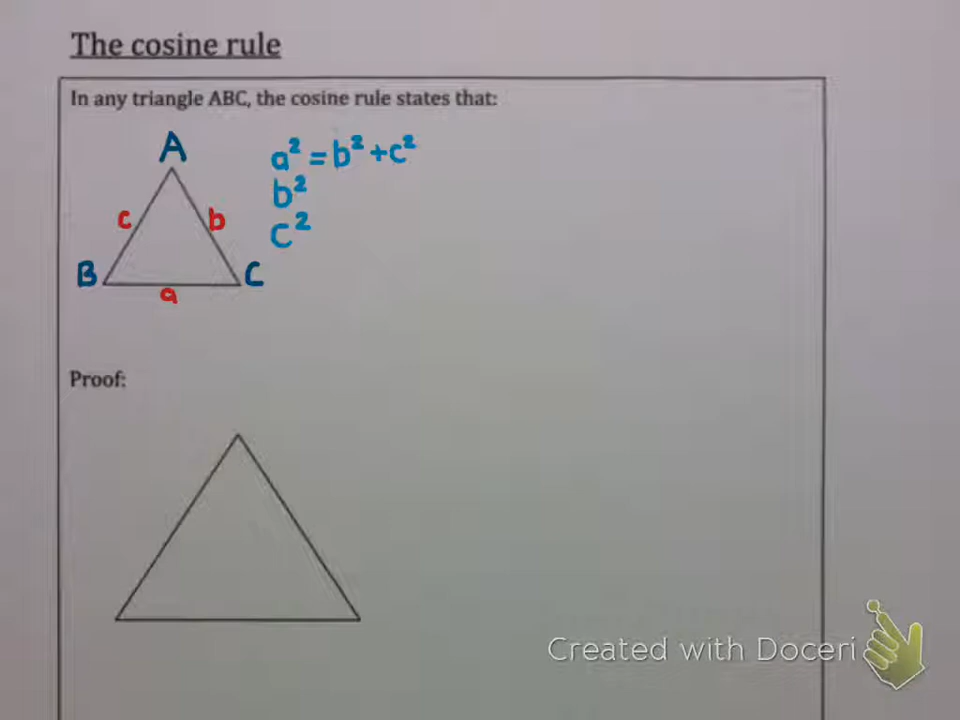 The cosine rule
In any triangle ABC, the cosine rule states that:
A
a² = b² + c²
b²
c b
c²
B C
a
Proof:
Created with Doceri